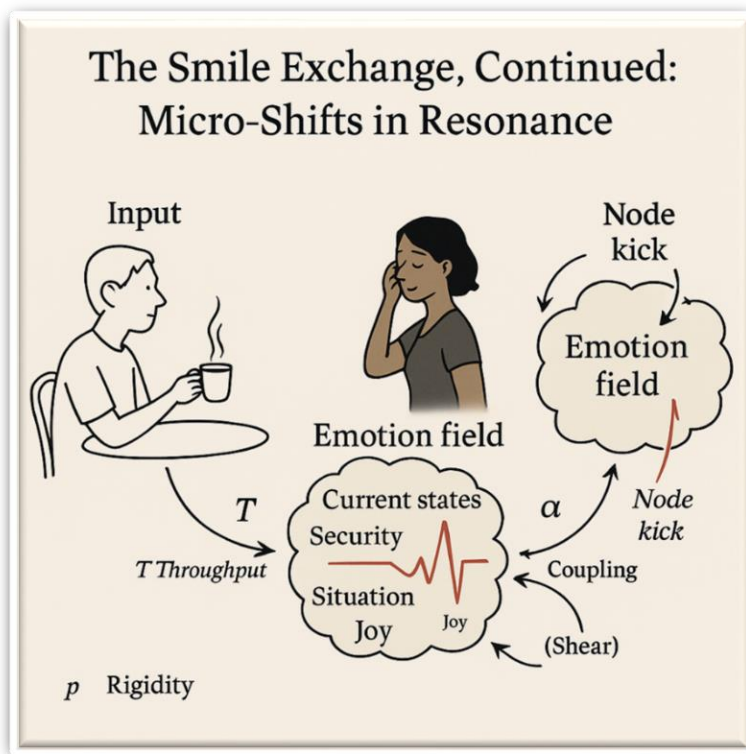 The Smile Exchange, Continued:
Micro-Shifts in Resonance
Input
Node
kick
Emotion
field
Emotion field
Current states
Security
Situation
Joy
Joy
T
T Throughput
α
Node
kick
Coupling
(Shear)
p Rigidity